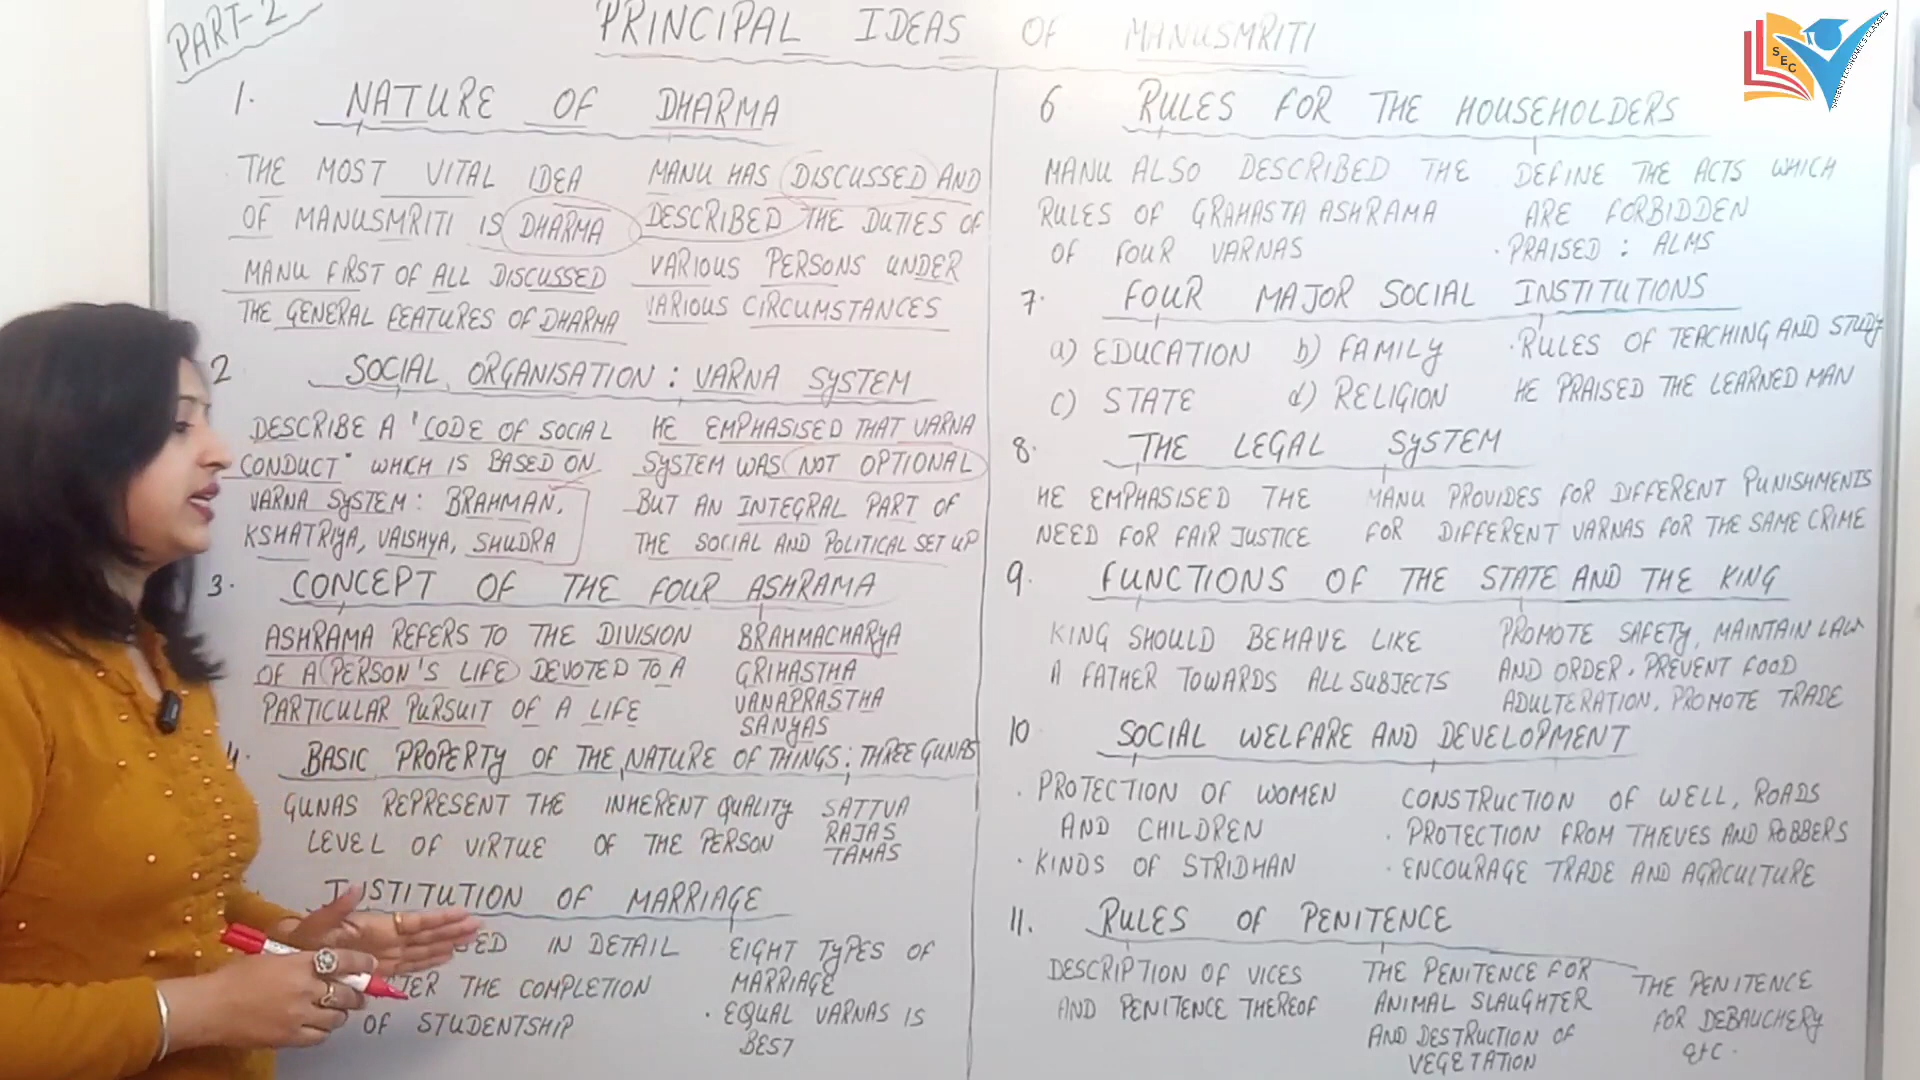 PART-2
PRINCIPAL IDEAS OF MANUSMRITI
1. NATURE OF DHARMA
THE MOST VITAL IDEA
OF MANUSMRITI IS DHARMA
MANU FIRST OF ALL DISCUSSED
THE GENERAL FEATURES OF DHARMA
MANU HAS DISCUSSED AND
DESCRIBED THE DUTIES OF
VARIOUS PERSONS UNDER
VARIOUS CIRCUMSTANCES
2 SOCIAL ORGANISATION : VARNA SYSTEM
DESCRIBE A "CODE OF SOCIAL
CONDUCT" WHICH IS BASED ON
VARNA SYSTEM : BRAHMAN,
KSHATRIYA, VAISHYA, SHUDRA
HE EMPHASISED THAT VARNA
SYSTEM WAS NOT OPTIONAL
BUT AN INTEGRAL PART OF
THE SOCIAL AND POLITICAL SET UP
3. CONCEPT OF THE FOUR ASHRAMA
ASHRAMA REFERS TO THE DIVISION
OF A PERSON'S LIFE DEVOTED TO A
PARTICULAR PURSUIT OF A LIFE
BRAHMACHARYA
GRIHASTHA
VANAPRASTHA
SANYAS
4. BASIC PROPERTY OF THE NATURE OF THINGS : THREE GUNAS
GUNAS REPRESENT THE INHERENT QUALITY
LEVEL OF VIRTUE OF THE PERSON
SATTVA
RAJAS
TAMAS
INSTITUTION OF MARRIAGE
IN DETAIL
THE COMPLETION
OF STUDENTSHIP
EIGHT TYPES OF
MARRIAGE
· EQUAL VARNAS IS
BEST
6 RULES FOR THE HOUSEHOLDERS
MANU ALSO DESCRIBED THE
RULES OF GRAHASTA ASHRAMA
OF FOUR VARNAS
DEFINE THE ACTS WHICH
ARE FORBIDDEN
· PRAISED : ALMS
7. FOUR MAJOR SOCIAL INSTITUTIONS
a) EDUCATION b) FAMILY
c) STATE d) RELIGION
· RULES OF TEACHING AND STUDY
HE PRAISED THE LEARNED MAN
8. THE LEGAL SYSTEM
HE EMPHASISED THE
NEED FOR FAIR JUSTICE
MANU PROVIDES FOR DIFFERENT PUNISHMENTS
FOR DIFFERENT VARNAS FOR THE SAME CRIME
9. FUNCTIONS OF THE STATE AND THE KING
KING SHOULD BEHAVE LIKE
A FATHER TOWARDS ALL SUBJECTS
PROMOTE SAFETY, MAINTAIN LAW
AND ORDER, PREVENT FOOD
ADULTERATION, PROMOTE TRADE
10 SOCIAL WELFARE AND DEVELOPMENT
· PROTECTION OF WOMEN
AND CHILDREN
· KINDS OF STRIDHAN
CONSTRUCTION OF WELL, ROADS
· PROTECTION FROM THIEVES AND ROBBERS
· ENCOURAGE TRADE AND AGRICULTURE
11. RULES OF PENITENCE
DESCRIPTION OF VICES
AND PENITENCE THEREOF
THE PENITENCE FOR
ANIMAL SLAUGHTER
AND DESTRUCTION OF
VEGETATION
THE PENITENCE
FOR DEBAUCHERY
etc.
SEC